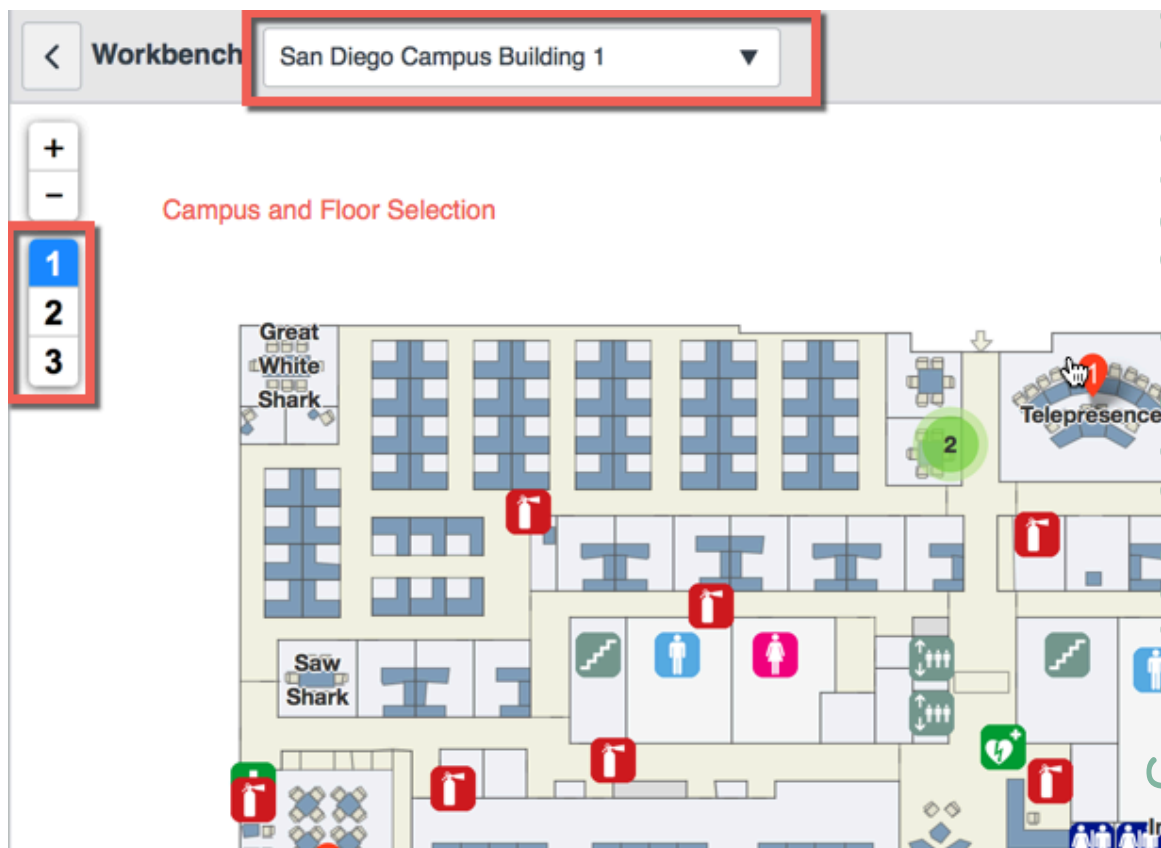 Workbench
San Diego Campus Building 1
+
−
Campus and Floor Selection
1
2
3
Great
White
Shark
1
Telepresence
2
Saw
Shark